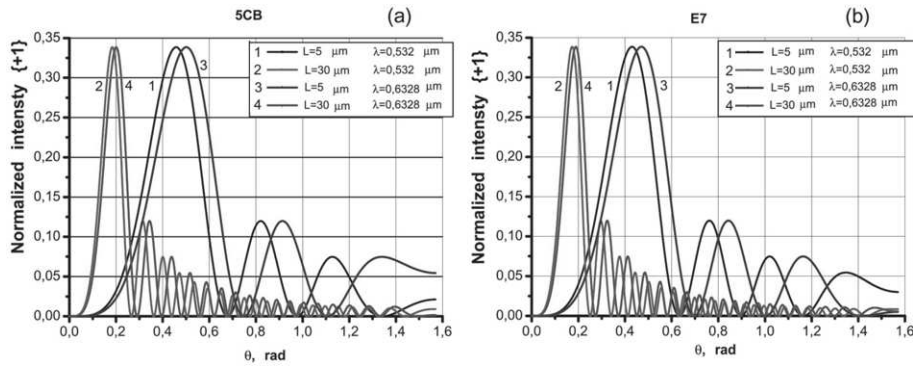 5CB (a)
Normalized intensty {+1}
0,35
0,30
0,25
0,20
0,15
0,10
0,05
0,00
1 L=5 μm λ=0,532 μm
2 L=30 μm λ=0,532 μm
3 L=5 μm λ=0,6328 μm
4 L=30 μm λ=0,6328 μm
2 4 1 3
0,0 0,2 0,4 0,6 0,8 1,0 1,2 1,4 1,6
θ, rad
E7 (b)
Normalized intensty {+1}
0,35
0,30
0,25
0,20
0,15
0,10
0,05
0,00
1 L=5 μm λ=0,532 μm
2 L=30 μm λ=0,532 μm
3 L=5 μm λ=0,6328 μm
4 L=30 μm λ=0,6328 μm
2 4 1 3
0,0 0,2 0,4 0,6 0,8 1,0 1,2 1,4 1,6
θ, rad